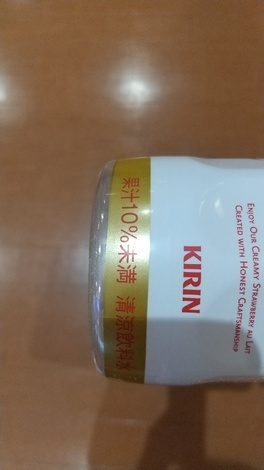 ENJOY OUR CREAMY STRAWBERRY AU LAIT
CREATED WITH HONEST CRAFTSMANSHIP
KIRIN
果汁10%未満 清涼飲料水